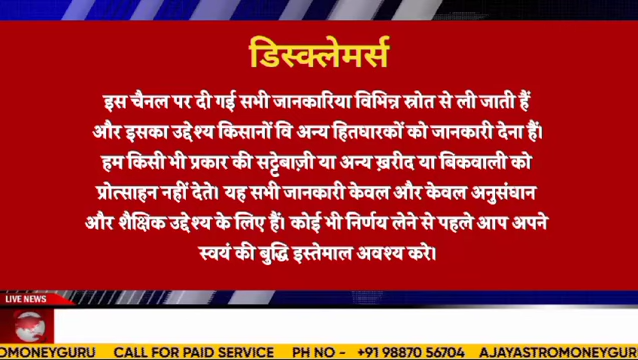 डिस्क्लेमर्स
इस चैनल पर दी गई सभी जानकारिया विभिन्न स्रोत से ली जाती हैं
और इसका उद्देश्य किसानों वि अन्य हितधारकों को जानकारी देना हैं।
हम किसी भी प्रकार की सट्टेबाज़ी या अन्य ख़रीद या बिकवाली को
प्रोत्साहन नहीं देते। यह सभी जानकारी केवल और केवल अनुसंधान
और शैक्षिक उद्देश्य के लिए हैं। कोई भी निर्णय लेने से पहले आप अपने
स्वयं की बुद्धि इस्तेमाल अवश्य करे।
LIVE NEWS
OMONEYGURU CALL FOR PAID SERVICE PH NO - +91 98870 56704 AJAYASTROMONEYGUR